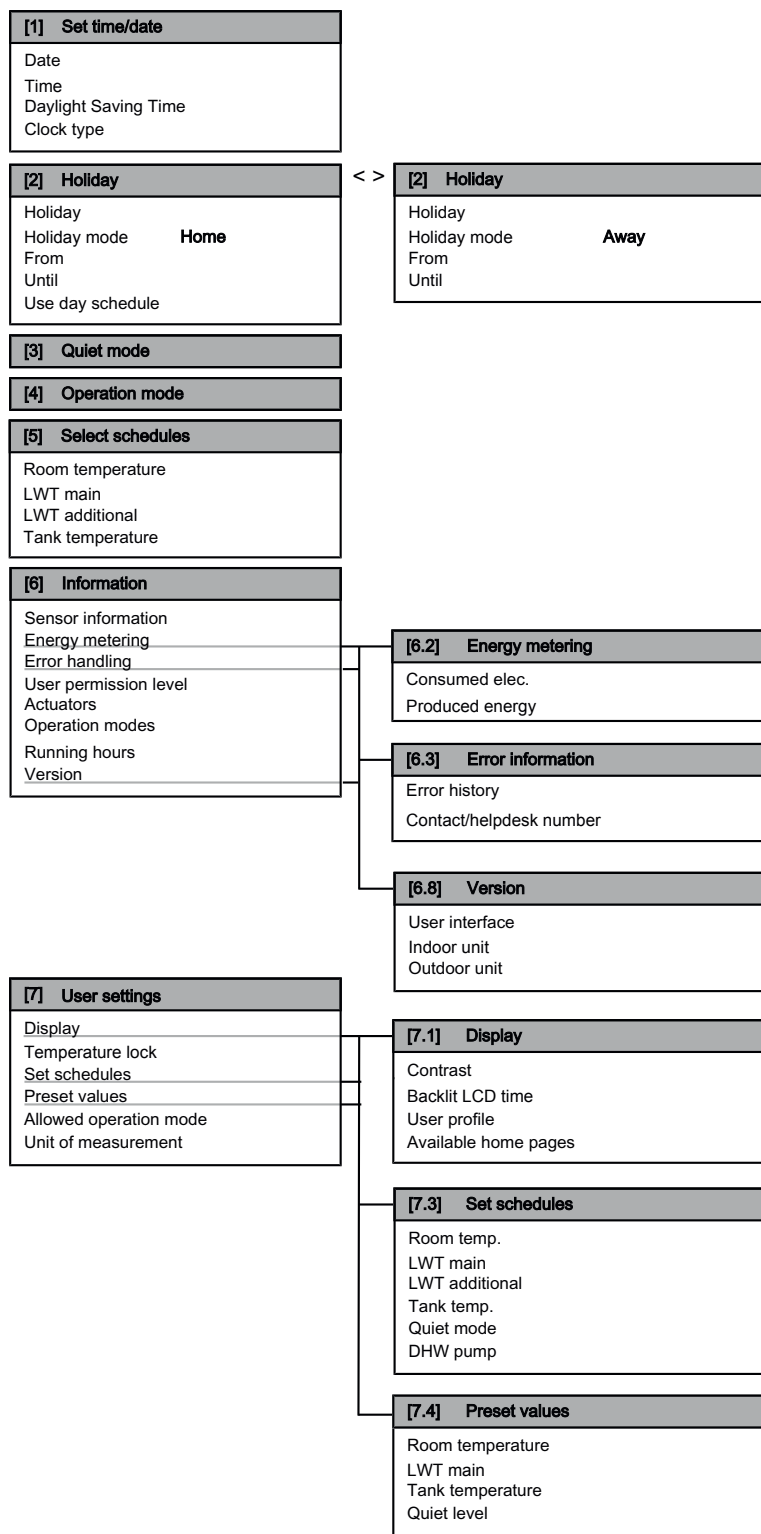 [1] Set time/date
Date
Time
Daylight Saving Time
Clock type
[2] Holiday
Holiday
Holiday mode Home
From
Until
Use day schedule
< >
[2] Holiday
Holiday
Holiday mode Away
From
Until
[3] Quiet mode
[4] Operation mode
[5] Select schedules
Room temperature
LWT main
LWT additional
Tank temperature
[6] Information
Sensor information
Energy metering
Error handling
User permission level
Actuators
Operation modes
Running hours
Version
[6.2] Energy metering
Consumed elec.
Produced energy
[6.3] Error information
Error history
Contact/helpdesk number
[6.8] Version
User interface
Indoor unit
Outdoor unit
[7] User settings
Display
Temperature lock
Set schedules
Preset values
Allowed operation mode
Unit of measurement
[7.1] Display
Contrast
Backlit LCD time
User profile
Available home pages
[7.3] Set schedules
Room temp.
LWT main
LWT additional
Tank temp.
Quiet mode
DHW pump
[7.4] Preset values
Room temperature
LWT main
Tank temperature
Quiet level